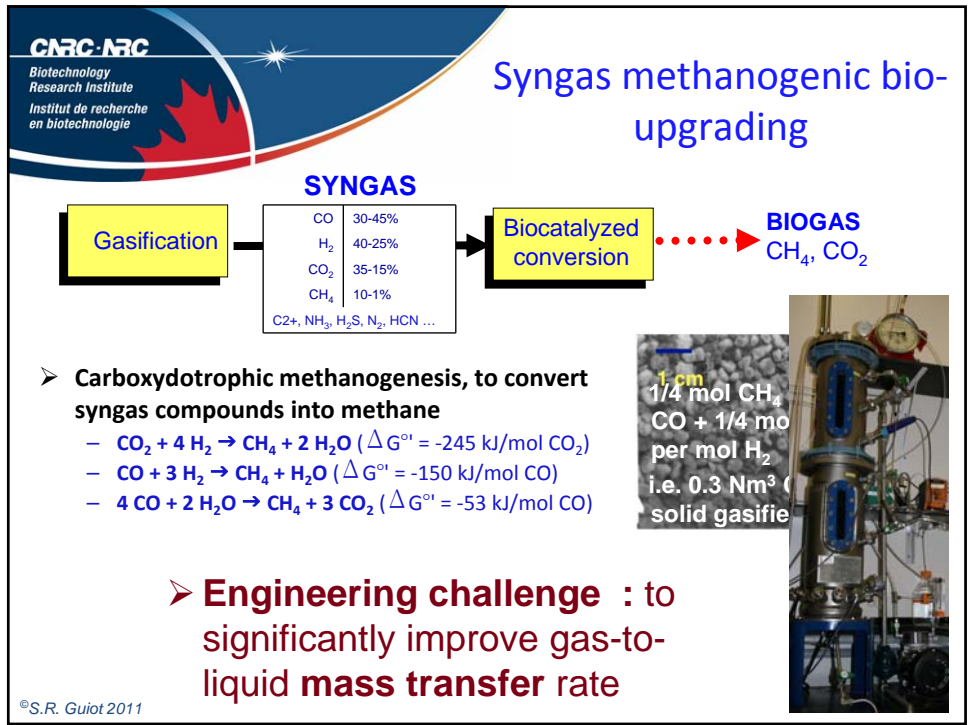 CNRC·NRC
Biotechnology
Research Institute
Institut de recherche
en biotechnologie
Syngas methanogenic bio-
upgrading
SYNGAS
Gasification
CO 30-45%
H₂ 40-25%
CO₂ 35-15%
CH₄ 10-1%
C2+, NH₃, H₂S, N₂, HCN ...
Biocatalyzed
conversion
BIOGAS
CH₄, CO₂
➢ Carboxydotrophic methanogenesis, to convert
syngas compounds into methane
– CO₂ + 4 H₂ → CH₄ + 2 H₂O ( Δ G°' = -245 kJ/mol CO₂)
– CO + 3 H₂ → CH₄ + H₂O ( Δ G°' = -150 kJ/mol CO)
– 4 CO + 2 H₂O → CH₄ + 3 CO₂ ( Δ G°' = -53 kJ/mol CO)
1 cm
1/4 mol CH₄
CO + 1/4 mo
per mol H₂
i.e. 0.3 Nm³
solid gasifie
➢ Engineering challenge : to
significantly improve gas-to-
liquid mass transfer rate
©S.R. Guiot 2011